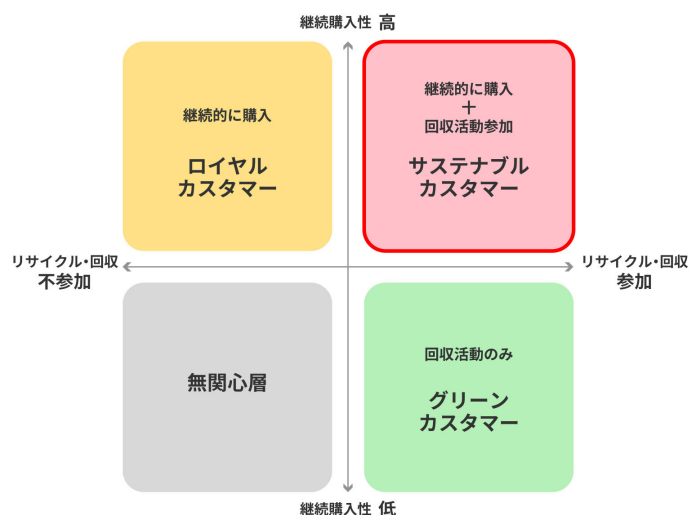 継続購入性 高
継続的に購入
ロイヤル
カスタマー
継続的に購入
＋
回収活動参加
サステナブル
カスタマー
リサイクル・回収
不参加
リサイクル・回収
参加
無関心層
回収活動のみ
グリーン
カスタマー
継続購入性 低